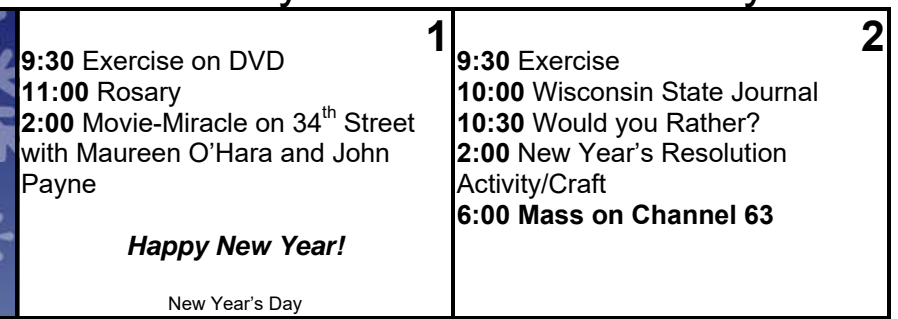 1
9:30 Exercise on DVD
11:00 Rosary
2:00 Movie-Miracle on 34th Street
with Maureen O’Hara and John
Payne
Happy New Year!
New Year’s Day
2
9:30 Exercise
10:00 Wisconsin State Journal
10:30 Would you Rather?
2:00 New Year’s Resolution
Activity/Craft
6:00 Mass on Channel 63